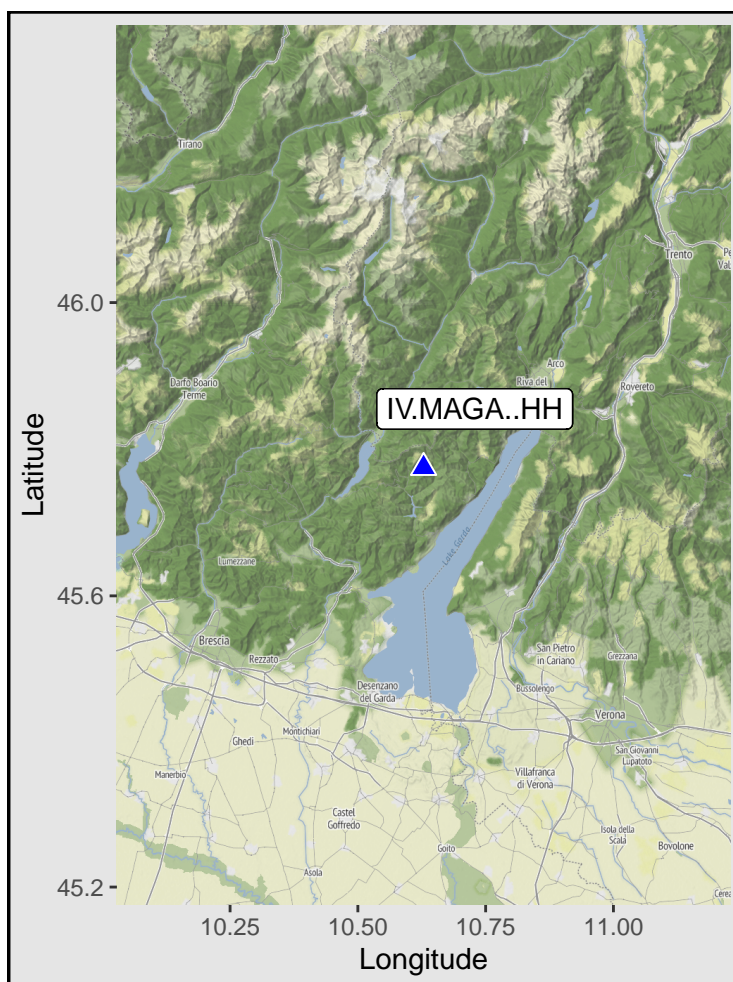 Tirano
Trento
Pe
Val
46.0
Arco
Darfo Boario
Terme
Riva del
Rovereto
IV.MAGA..HH
Latitude
Lake Garda
Lumezzane
45.6
Brescia
Rezzato
San Pietro
in Cariano
Grezzana
Desenzano
del Garda
Bussolengo
Verona
Ghedi
Montichiari
San Giovanni
Lupatoto
Manerbio
Villafranca
di Verona
Castel
Goffredo
Isola della
Scala
Bovolone
Goito
Asola
45.2
Cerea
10.25 10.50 10.75 11.00
Longitude